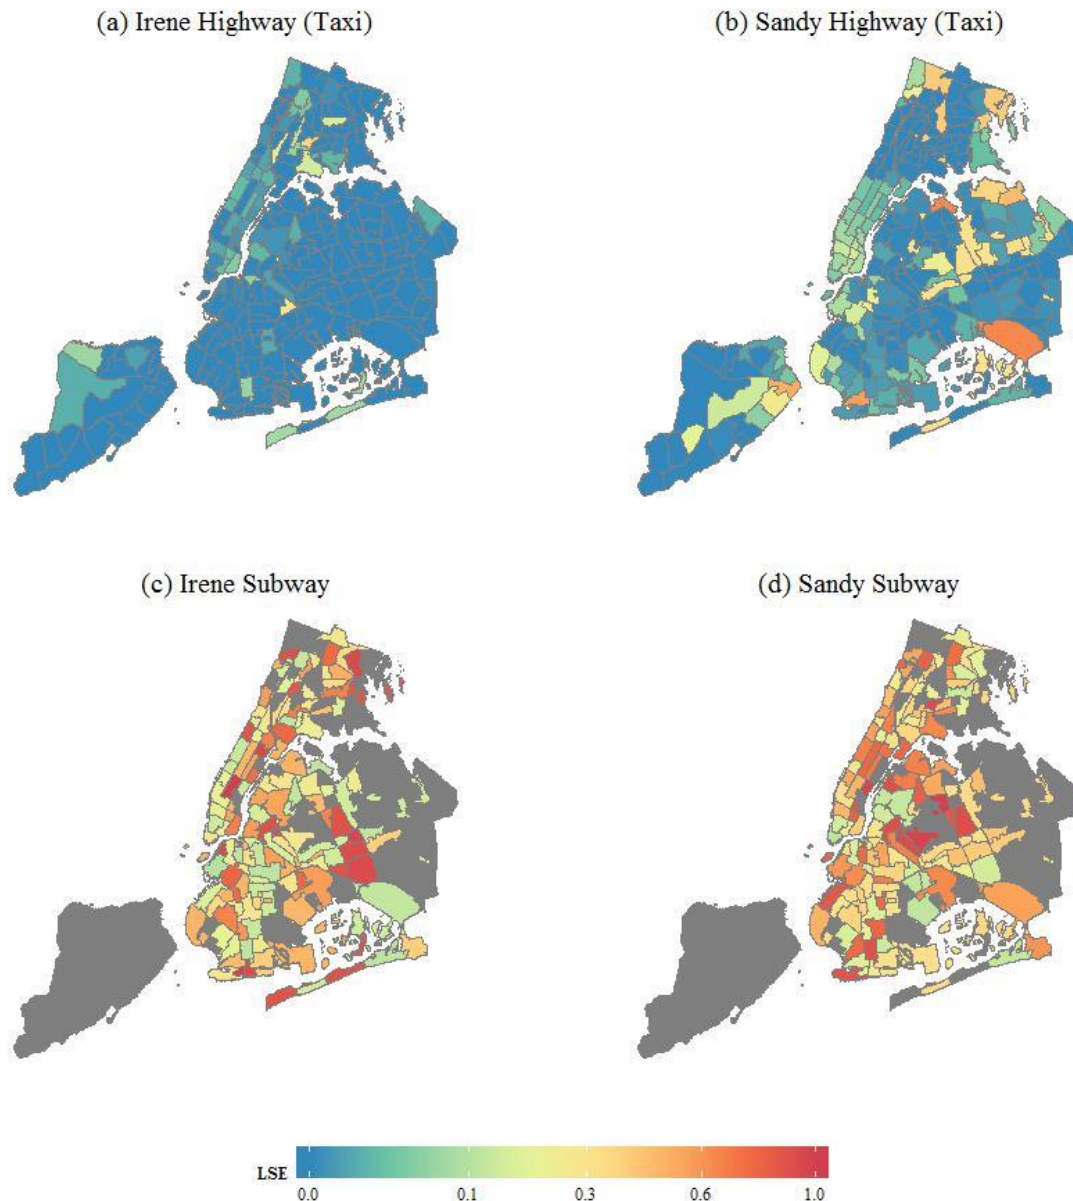 (a) Irene Highway (Taxi)
(b) Sandy Highway (Taxi)
(c) Irene Subway
(d) Sandy Subway
LSE
0.0 0.1 0.3 0.6 1.0